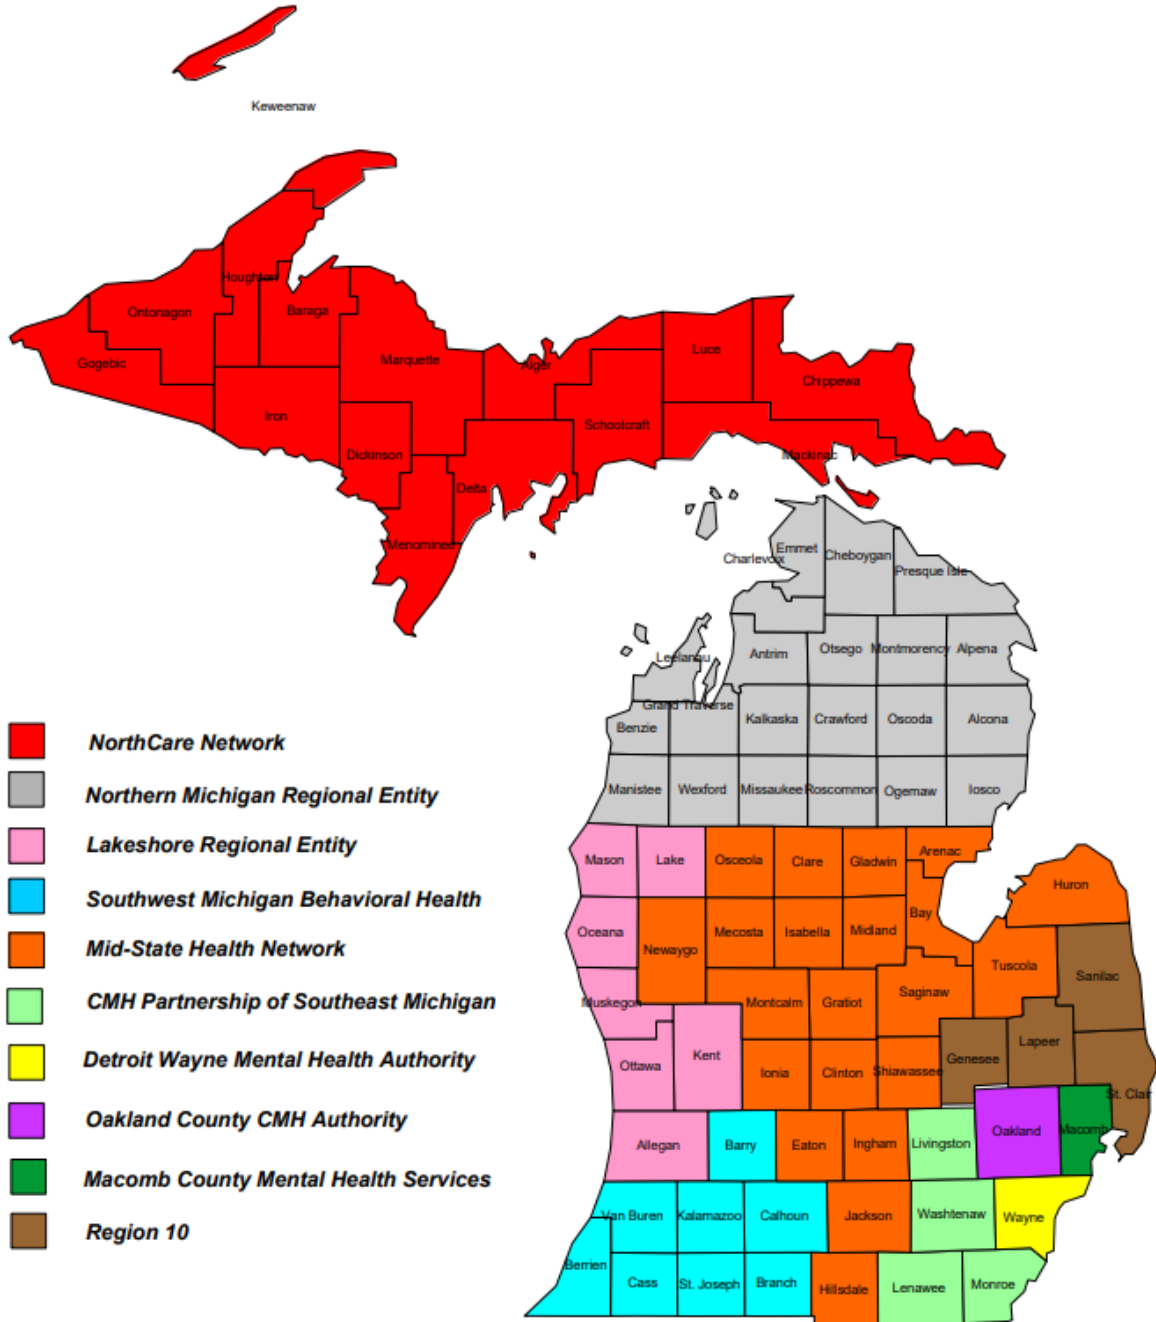 Keweenaw
Houghton
Ontonagon
Baraga
Gogebic
Marquette
Alger
Luce
Chippewa
Iron
Schoolcraft
Dickinson
Mackinac
Delta
Menominee
Emmet
Cheboygan
Charlevoix
Presque Isle
Leelanau
Antrim
Otsego
Montmorency
Alpena
Grand Traverse
Benzie
Kalkaska
Crawford
Oscoda
Alcona
Manistee
Wexford
Missaukee
Roscommon
Ogemaw
Iosco
NorthCare Network
Northern Michigan Regional Entity
Lakeshore Regional Entity
Southwest Michigan Behavioral Health
Mid-State Health Network
CMH Partnership of Southeast Michigan
Detroit Wayne Mental Health Authority
Oakland County CMH Authority
Macomb County Mental Health Services
Region 10
Mason
Lake
Osceola
Clare
Gladwin
Arenac
Huron
Oceana
Newaygo
Mecosta
Isabella
Midland
Bay
Tuscola
Sanilac
Muskegon
Montcalm
Gratiot
Saginaw
Ottawa
Kent
Ionia
Clinton
Shiawassee
Genesee
Lapeer
St. Clair
Allegan
Barry
Eaton
Ingham
Livingston
Oakland
Macomb
Van Buren
Kalamazoo
Calhoun
Jackson
Washtenaw
Wayne
Berrien
Cass
St. Joseph
Branch
Hillsdale
Lenawee
Monroe